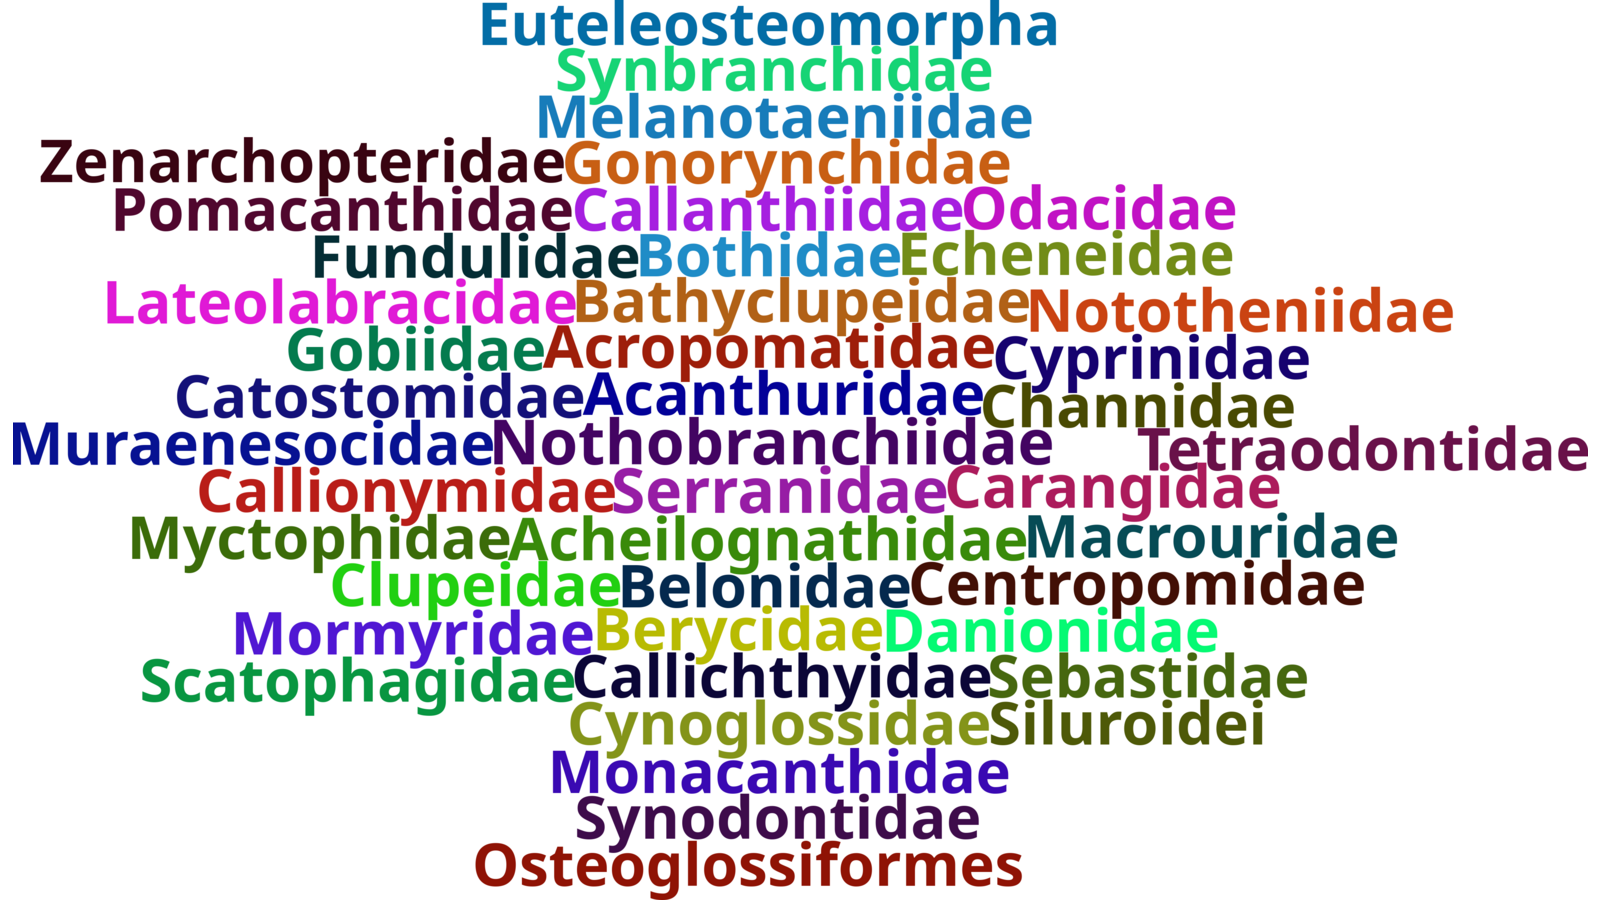 Euteleosteomorpha
Synbranchidae
Melanotaeniidae
Zenarchopteridae Gonorynchidae
Pomacanthidae Callanthiidae Odacidae
Fundulidae Bothidae Echeneidae
Lateolabracidae Bathyclupeidae Nototheniidae
Gobiidae Acropomatidae Cyprinidae
Catostomidae Acanthuridae Channidae
Muraenesocidae Nothobranchiidae Tetraodontidae
Callionymidae Serranidae Carangidae
Myctophidae Acheilognathidae Macrouridae
Clupeidae Belonidae Centropomidae
Mormyridae Berycidae Danionidae
Scatophagidae Callichthyidae Sebastidae
Cynoglossidae Siluroidei
Monacanthidae
Synodontidae
Osteoglossiformes